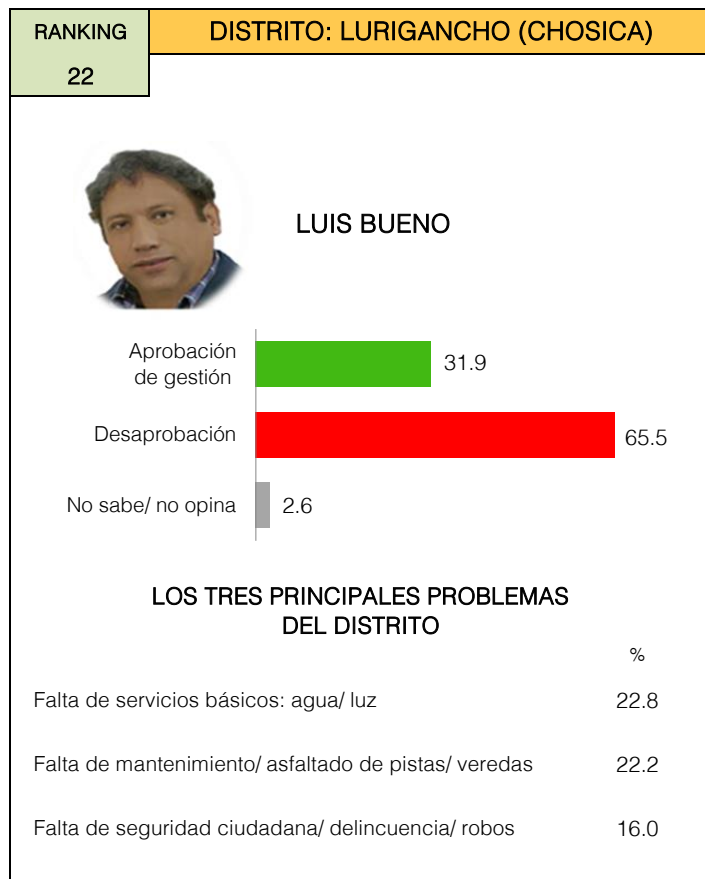 RANKING
22
DISTRITO: LURIGANCHO (CHOSICA)
LUIS BUENO
Aprobación
de gestión
31.9
Desaprobación
65.5
No sabe/ no opina
2.6
LOS TRES PRINCIPALES PROBLEMAS
DEL DISTRITO
%
Falta de servicios básicos: agua/ luz 22.8
Falta de mantenimiento/ asfaltado de pistas/ veredas 22.2
Falta de seguridad ciudadana/ delincuencia/ robos 16.0